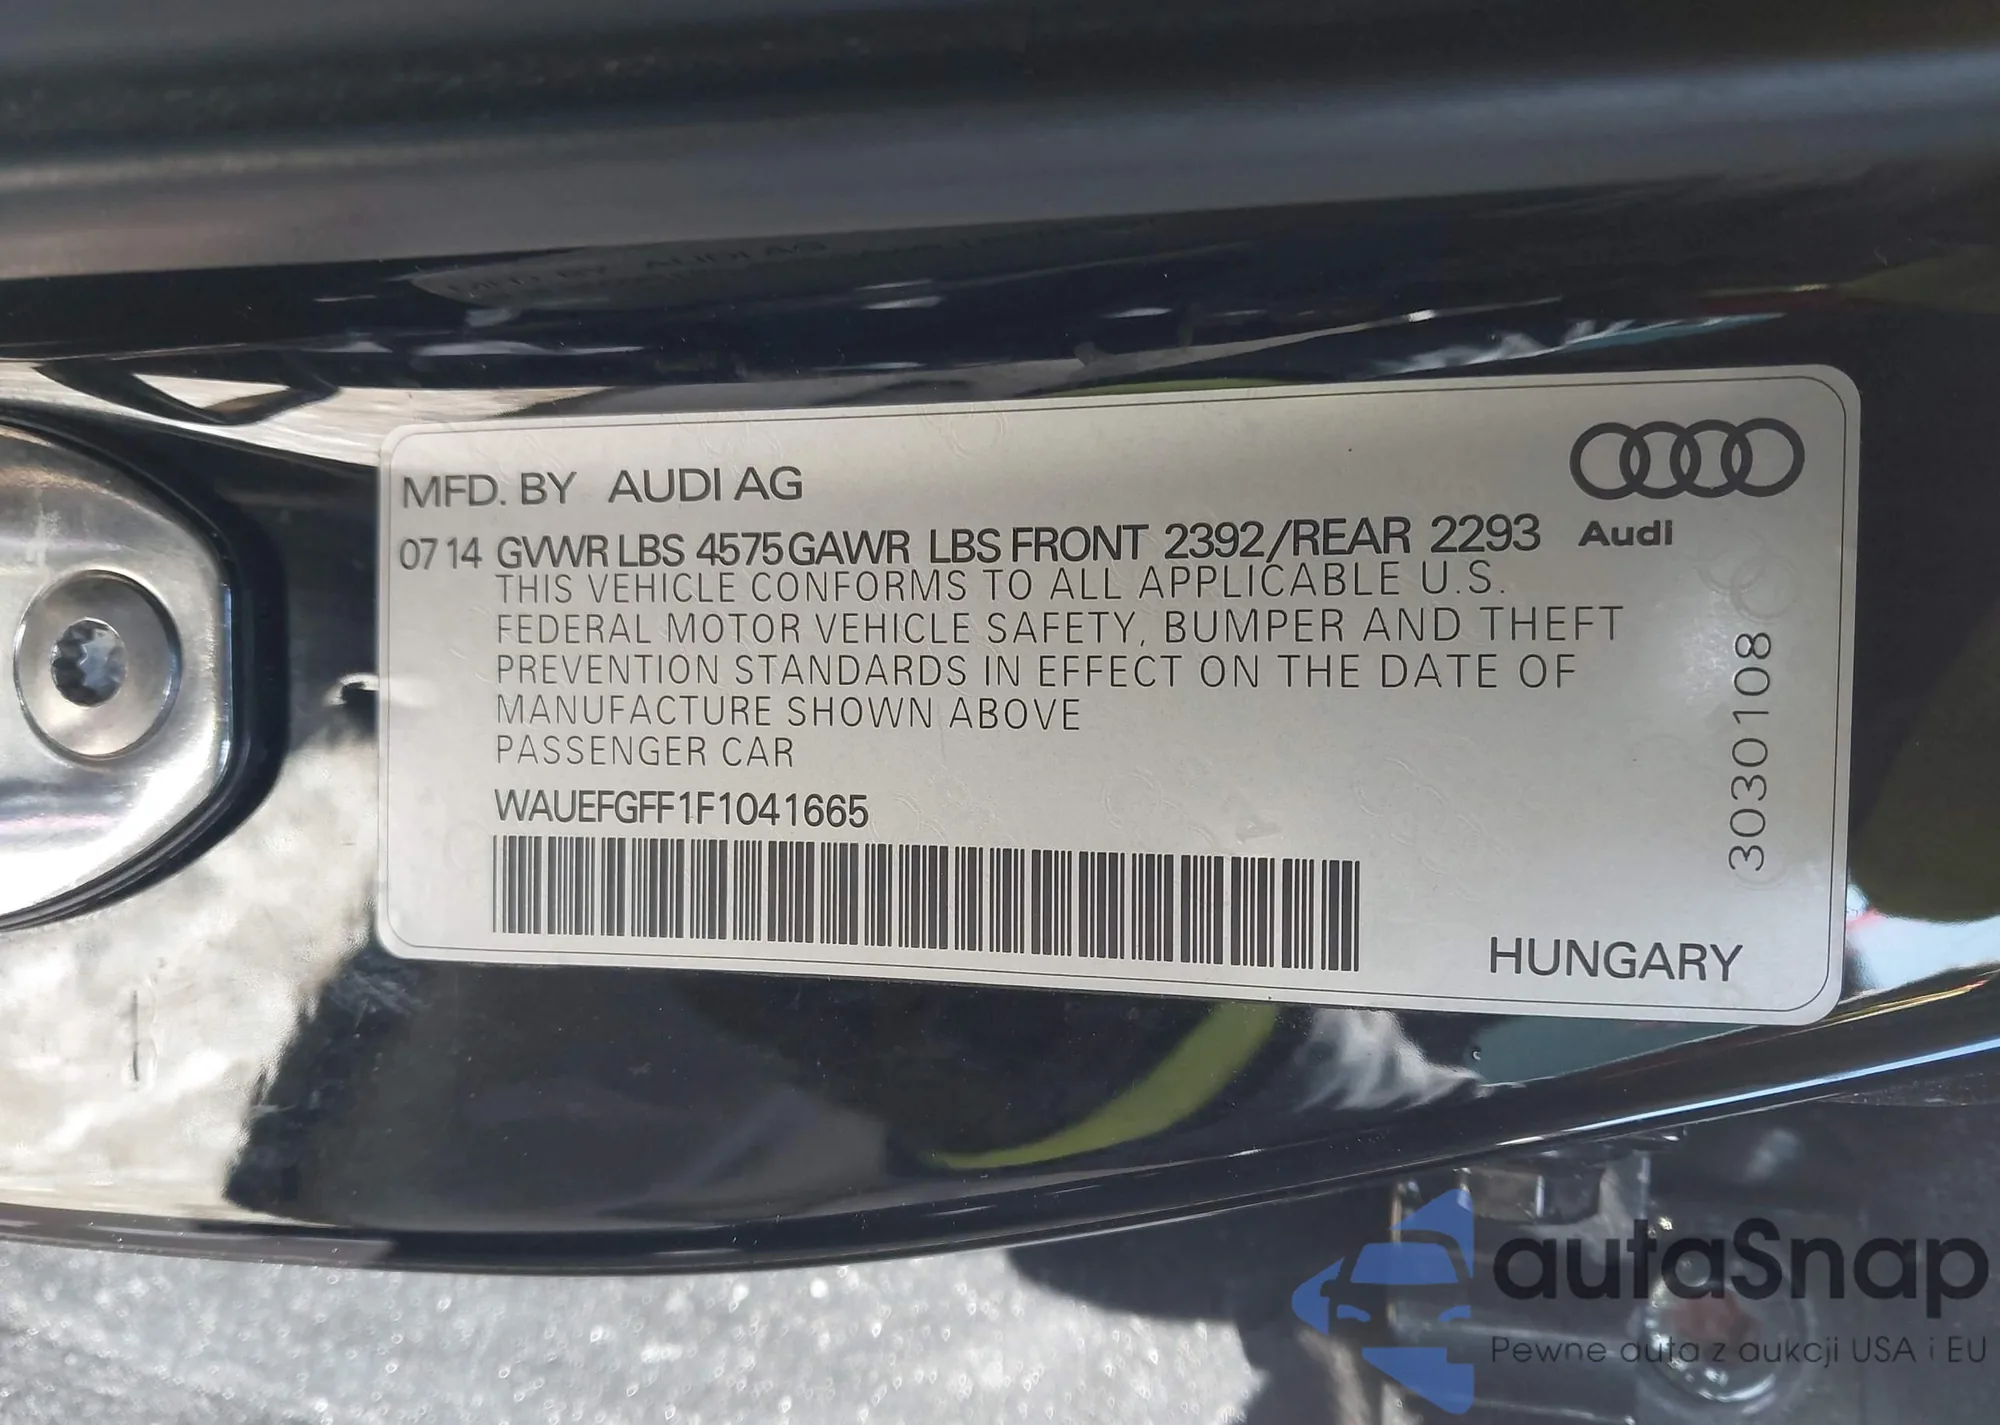 MFD. BY AUDI AG
0714 GVWR LBS 4575 GAWR LBS FRONT 2392/REAR 2293
Audi
THIS VEHICLE CONFORMS TO ALL APPLICABLE U.S.
FEDERAL MOTOR VEHICLE SAFETY, BUMPER AND THEFT
PREVENTION STANDARDS IN EFFECT ON THE DATE OF
MANUFACTURE SHOWN ABOVE
PASSENGER CAR
WAUEFGFF1F1041665
3030108
HUNGARY
autaSnap
Pewne auta z aukcji USA i EU